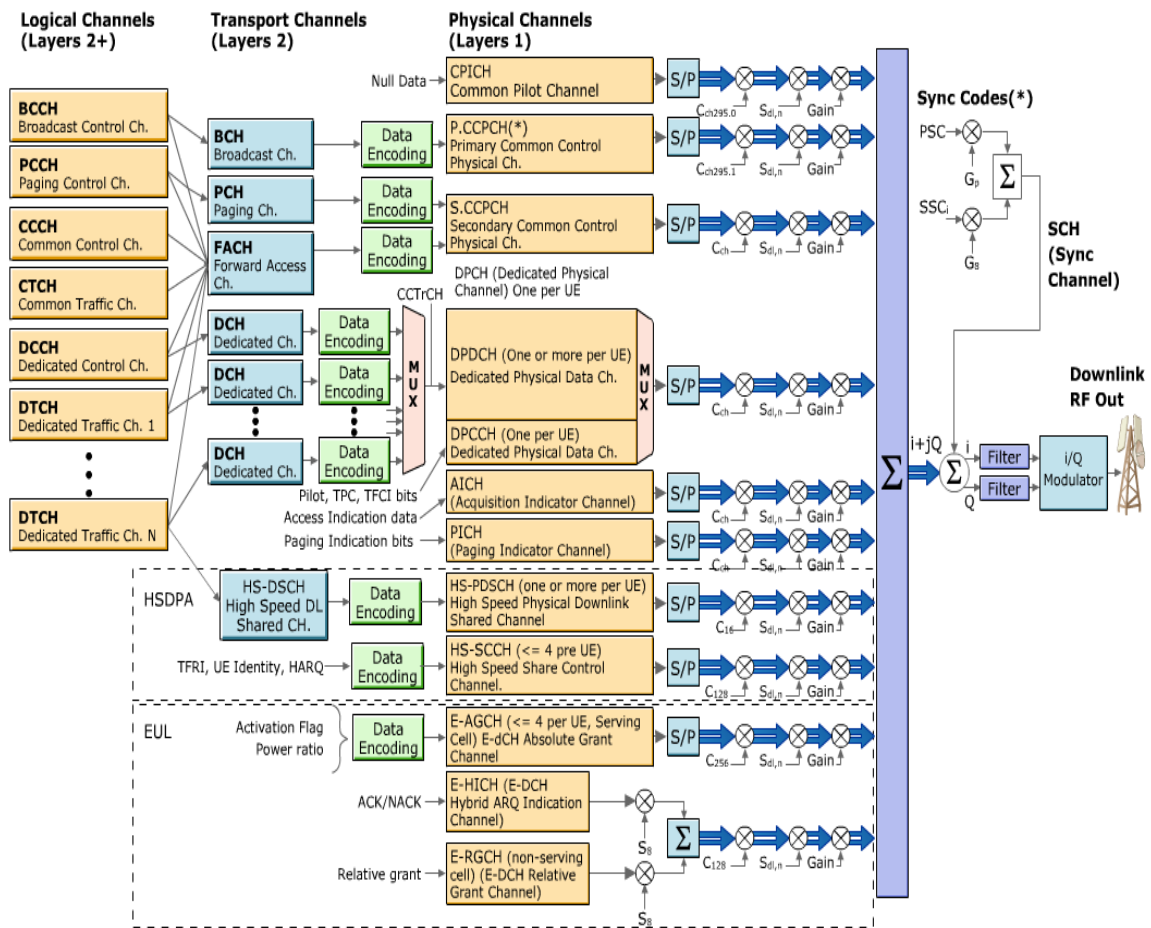 Logical Channels
(Layers 2+)
Transport Channels
(Layers 2)
Physical Channels
(Layers 1)
BCCH
Broadcast Control Ch.
PCCH
Paging Control Ch.
CCCH
Common Control Ch.
CTCH
Common Traffic Ch.
DCCH
Dedicated Control Ch.
DTCH
Dedicated Traffic Ch. 1
DTCH
Dedicated Traffic Ch. N
BCH
Broadcast Ch.
PCH
Paging Ch.
FACH
Forward Access
Ch.
DCH
Dedicated Ch.
DCH
Dedicated Ch.
DCH
Dedicated Ch.
Data
Encoding
Data
Encoding
Data
Encoding
Data
Encoding
Data
Encoding
Data
Encoding
CCTrCH
MUX
Null Data
CPICH
Common Pilot Channel
S/P
Cch295.0
Sdl,n
Gain
P.CCPCH(*)
Primary Common Control
Physical Ch.
S/P
Cch295.1
Sdl,n
Gain
S.CCPCH
Secondary Common Control
Physical Ch.
S/P
Cch
Sdl,n
Gain
DPCH (Dedicated Physical
Channel) One per UE
DPDCH (One or more per UE)
Dedicated Physical Data Ch.
DPCCH (One per UE)
Dedicated Physical Data Ch.
MUX
S/P
Cch
Sdl,n
Gain
Pilot, TPC, TFCI bits
Access Indication data
AICH
(Acquisition Indicator Channel)
S/P
Cch
Sdl,n
Gain
Paging Indication bits
PICH
(Paging Indicator Channel)
S/P
Cch
Sdl,n
Gain
HSDPA
HS-DSCH
High Speed DL
Shared CH.
Data
Encoding
HS-PDSCH (one or more per UE)
High Speed Physical Downlink
Shared Channel
S/P
C16
Sdl,n
Gain
TFRI, UE Identity, HARQ
Data
Encoding
HS-SCCH (<= 4 pre UE)
High Speed Share Control
Channel.
S/P
C128
Sdl,n
Gain
EUL
Activation Flag
Power ratio
Data
Encoding
E-AGCH (<= 4 per UE, Serving
Cell) E-dCH Absolute Grant
Channel
S/P
C256
Sdl,n
Gain
ACK/NACK
E-HICH (E-DCH
Hybrid ARQ Indication
Channel)
S8
Σ
C128
Sdl,n
Gain
Relative grant
E-RGCH (non-serving
cell) (E-DCH Relative
Grant Channel)
S8
Σ
Sync Codes(*)
PSC
Gp
SSCi
G8
Σ
SCH
(Sync
Channel)
i+jQ
Σ
i
Q
Filter
Filter
i/Q
Modulator
Downlink
RF Out